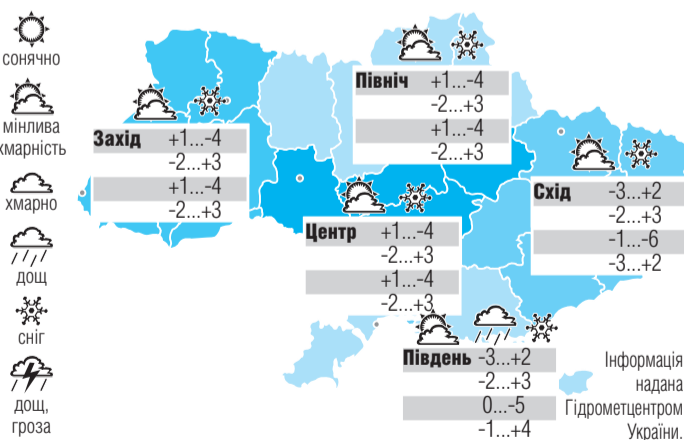 сонячно
мінлива
хмарність
хмарно
дощ
сніг
дощ,
гроза
Північ +1...-4
-2...+3
+1...-4
-2...+3
Захід +1...-4
-2...+3
+1...-4
-2...+3
Схід -3...+2
-2...+3
-1...-6
-3...+2
Центр +1...-4
-2...+3
+1...-4
-2...+3
Південь -3...+2
-2...+3
0...-5
-1...+4
Інформація
надана
Гідрометцентром
України.